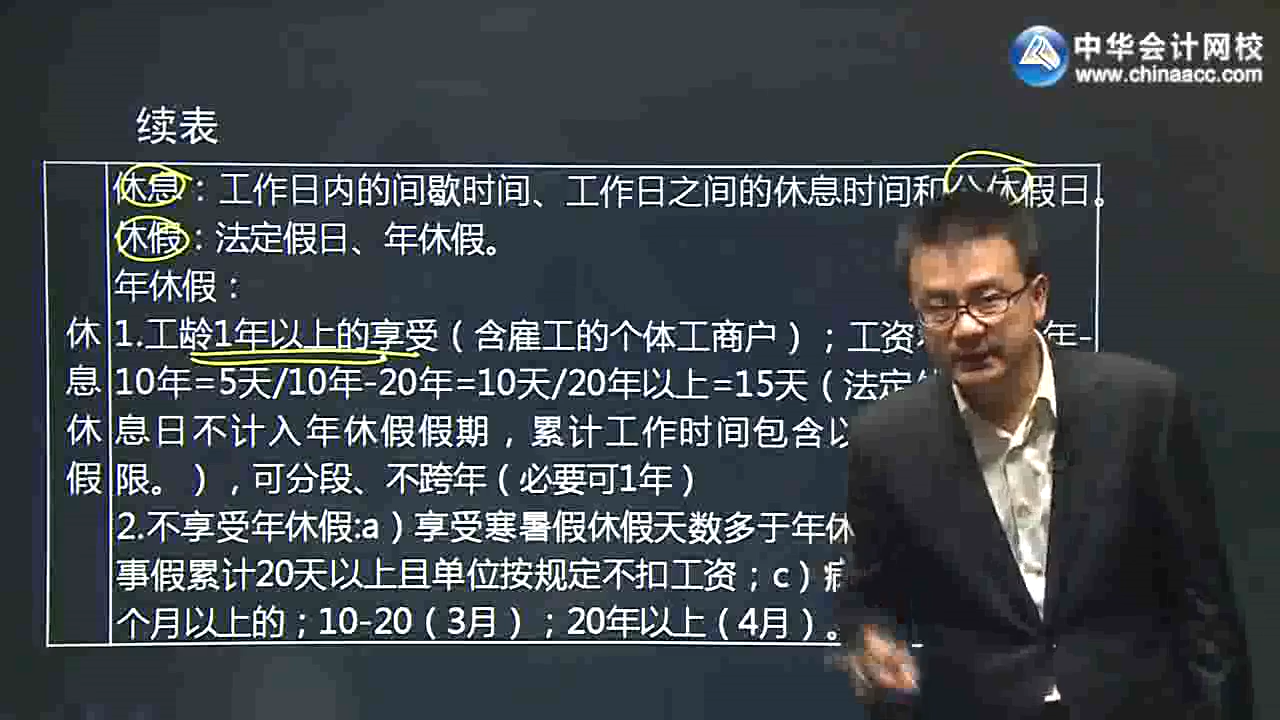 中华会计网校
www.chinaacc.com
续表
休息：工作日内的间歇时间、工作日之间的休息时间和公休假日。
休假：法定假日、年休假。
年休假：
休息休假
1.工龄1年以上的享受（含雇工的个体工商户）；工资 年-
10年=5天/10年-20年=10天/20年以上=15天（法定
息日不计入年休假假期，累计工作时间包含以
限。），可分段、不跨年（必要可1年）
2.不享受年休假:a）享受寒暑假休假天数多于年休
事假累计20天以上且单位按规定不扣工资；c）病
个月以上的；10-20（3月）；20年以上（4月）。